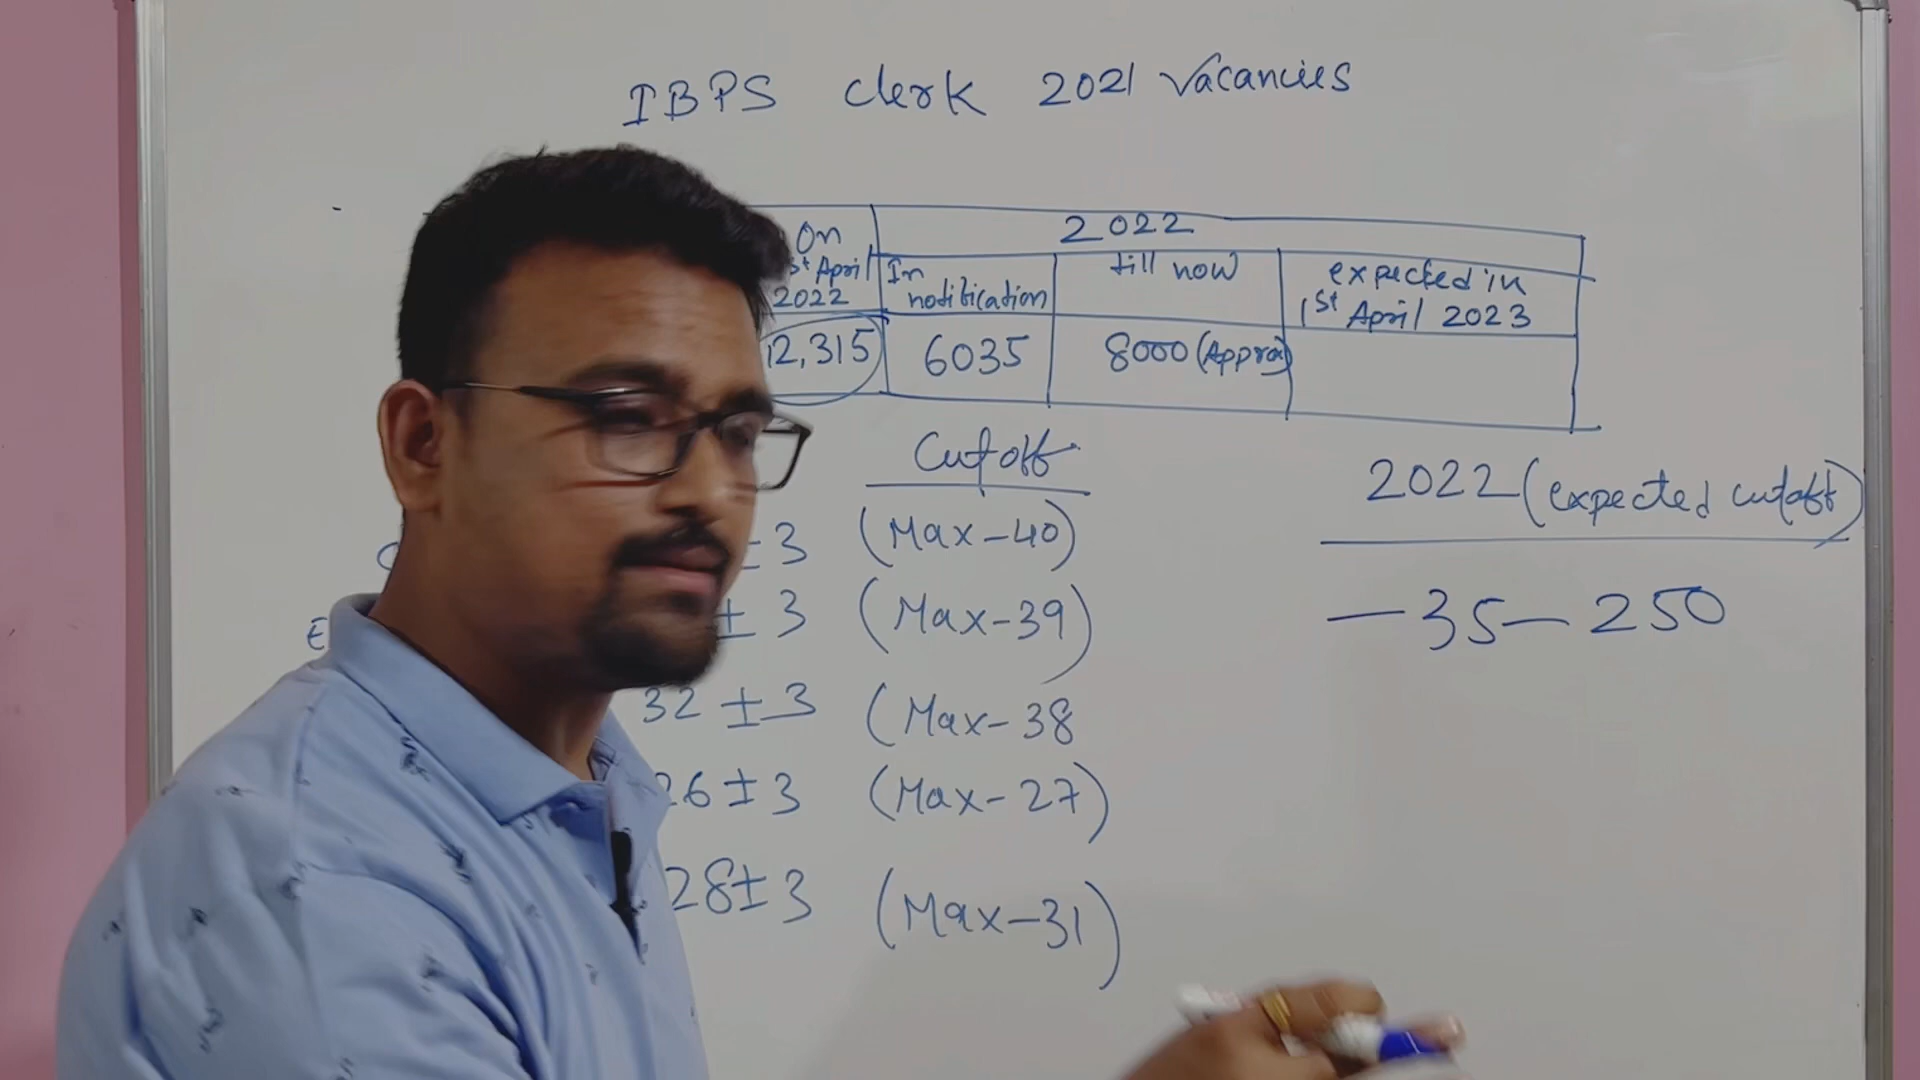 IBPS Clerk 2021 Vacancies
On
st April
2022
2022
In
notification
till now
expected in
1st April 2023
12,315
6035
8000 (Approx)
Cutoff
2022 (expected cutoff)
± 3 (Max-40)
± 3 (Max-39)
32 ± 3 (Max-38
26 ± 3 (Max-27)
28 ± 3 (Max-31)
— 35 — 250